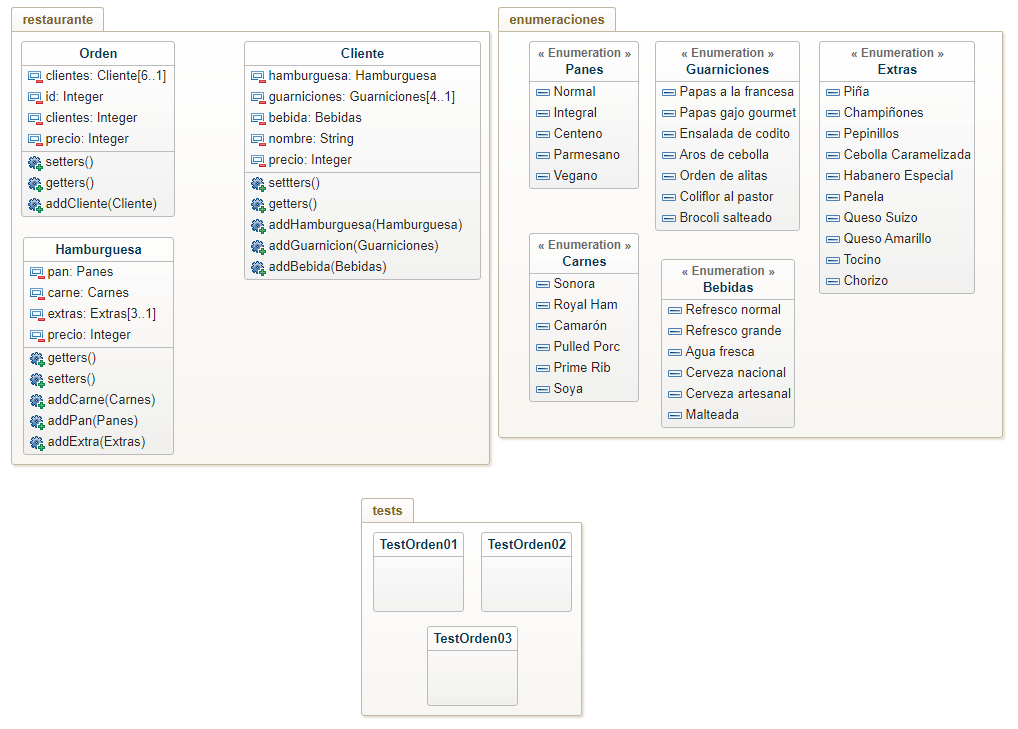 restaurante
Orden
clientes: Cliente[6..1]
id: Integer
clientes: Integer
precio: Integer
setters()
getters()
addCliente(Cliente)
Cliente
hamburguesa: Hamburguesa
guarniciones: Guarniciones[4..1]
bebida: Bebidas
nombre: String
precio: Integer
settters()
getters()
addHamburguesa(Hamburguesa)
addGuarnicion(Guarniciones)
addBebida(Bebidas)
Hamburguesa
pan: Panes
carne: Carnes
extras: Extras[3..1]
precio: Integer
getters()
setters()
addCarne(Carnes)
addPan(Panes)
addExtra(Extras)
enumeraciones
« Enumeration »
Panes
Normal
Integral
Centeno
Parmesano
Vegano
« Enumeration »
Guarniciones
Papas a la francesa
Papas gajo gourmet
Ensalada de codito
Aros de cebolla
Orden de alitas
Coliflor al pastor
Brocoli salteado
« Enumeration »
Extras
Piña
Champiñones
Pepinillos
Cebolla Caramelizada
Habanero Especial
Panela
Queso Suizo
Queso Amarillo
Tocino
Chorizo
« Enumeration »
Carnes
Sonora
Royal Ham
Camarón
Pulled Porc
Prime Rib
Soya
« Enumeration »
Bebidas
Refresco normal
Refresco grande
Agua fresca
Cerveza nacional
Cerveza artesanal
Malteada
tests
TestOrden01
TestOrden02
TestOrden03